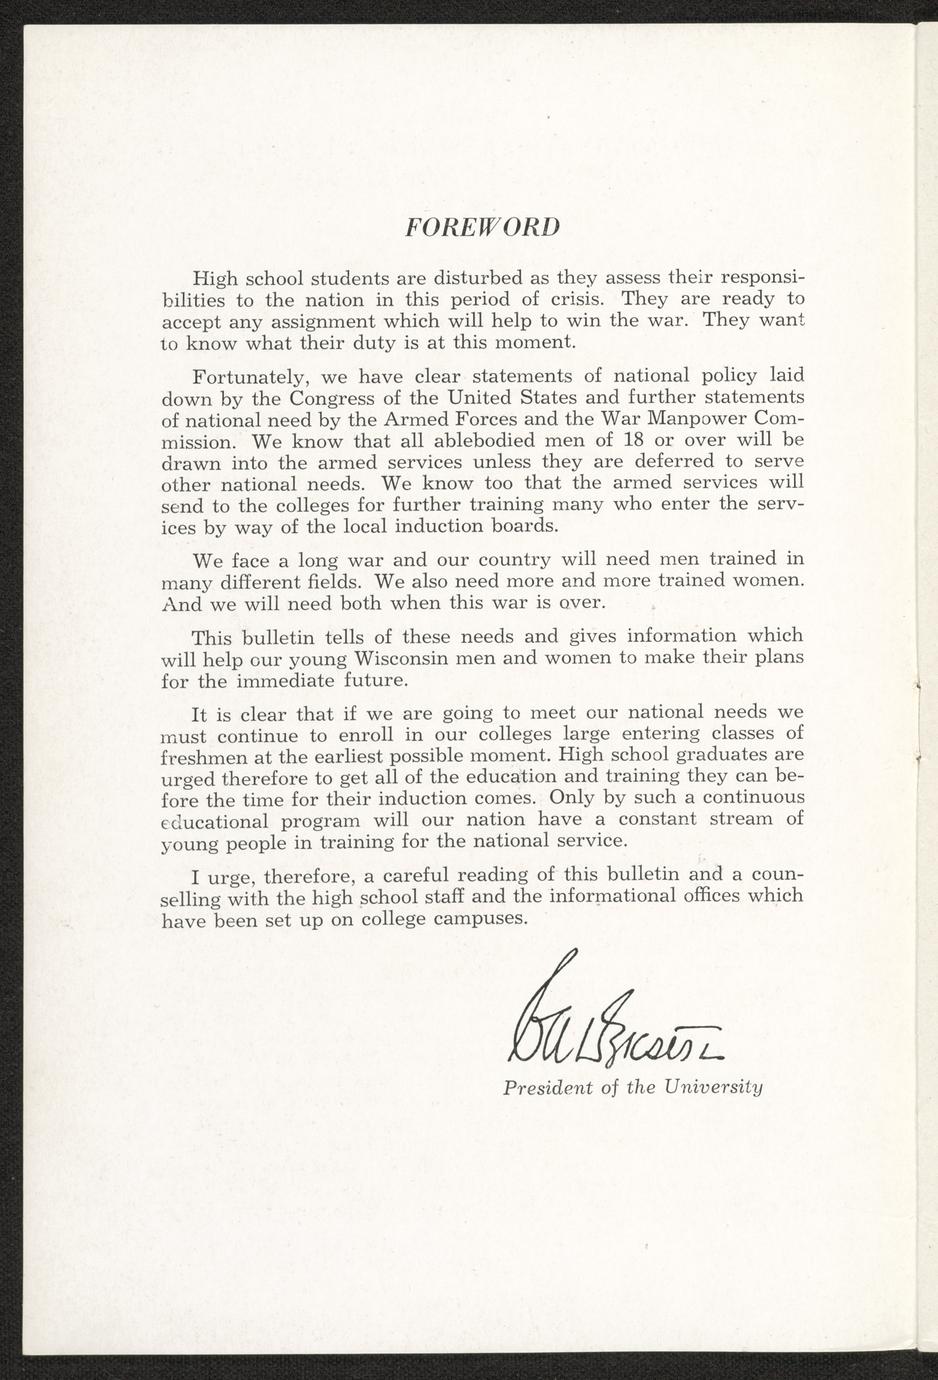 FOREWORD
High school students are disturbed as they assess their responsi-
bilities to the nation in this period of crisis. They are ready to
accept any assignment which will help to win the war. They want
to know what their duty is at this moment.
Fortunately, we have clear statements of national policy laid
down by the Congress of the United States and further statements
of national need by the Armed Forces and the War Manpower Com-
mission. We know that all ablebodied men of 18 or over will be
drawn into the armed services unless they are deferred to serve
other national needs. We know too that the armed services will
send to the colleges for further training many who enter the serv-
ices by way of the local induction boards.
We face a long war and our country will need men trained in
many different fields. We also need more and more trained women.
And we will need both when this war is over.
This bulletin tells of these needs and gives information which
will help our young Wisconsin men and women to make their plans
for the immediate future.
It is clear that if we are going to meet our national needs we
must continue to enroll in our colleges large entering classes of
freshmen at the earliest possible moment. High school graduates are
urged therefore to get all of the education and training they can be-
fore the time for their induction comes. Only by such a continuous
educational program will our nation have a constant stream of
young people in training for the national service.
I urge, therefore, a careful reading of this bulletin and a coun-
selling with the high school staff and the informational offices which
have been set up on college campuses.
President of the University